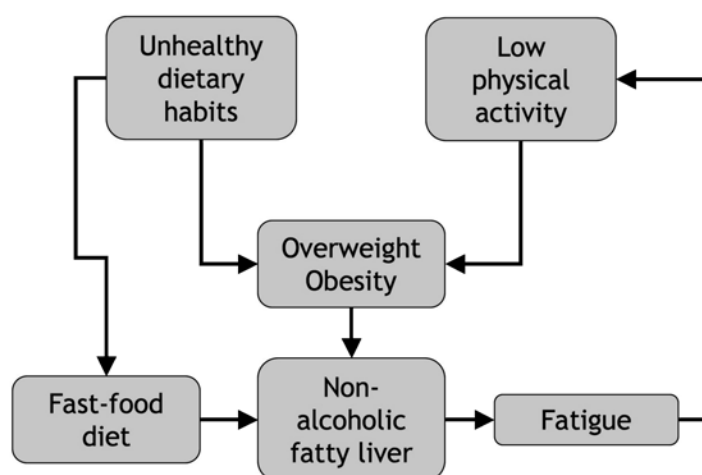 Unhealthy
dietary
habits
Low
physical
activity
Overweight
Obesity
Fast-food
diet
Non-
alcoholic
fatty liver
Fatigue